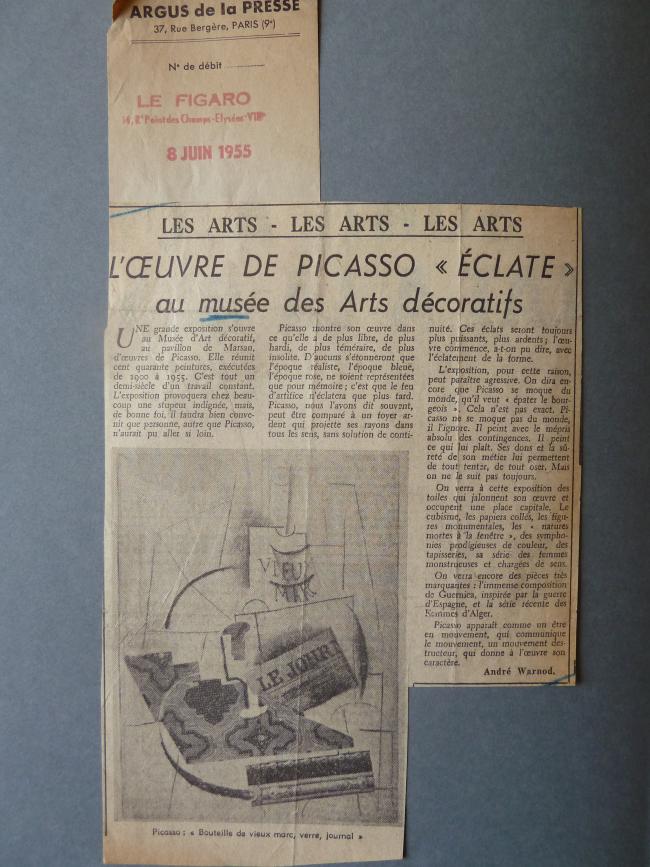 ARGUS de la PRESSE
37, Rue Bergère, PARIS (9e)
N° de débit
LE FIGARO
14, Rd Point des Champs-Elysées-VIIIe
8 JUIN 1955
LES ARTS - LES ARTS - LES ARTS
L'ŒUVRE DE PICASSO « ÉCLATE »
au musée des Arts décoratifs
UNE grande exposition s'ouvre
au Musée d'Art décoratif,
au pavillon de Marsan,
d'œuvres de Picasso. Elle réunit
cent quarante peintures, exécutées
de 1900 à 1955. C'est tout un
demi-siècle d'un travail constant.
L'exposition provoquera chez beau-
coup une stupeur indignée, mais,
de bonne foi, il faudra bien conve-
nir que personne, autre que Picasso,
n'aurait pu aller si loin.
Picasso montre son œuvre dans
ce qu'elle a de plus libre, de plus
hardi, de plus téméraire, de plus
insolite. D'aucuns s'étonneront que
l'époque réaliste, l'époque bleue,
l'époque rose, ne soient représentées
que pour mémoire ; c'est que le feu
d'artifice n'éclatera que plus tard.
Picasso, nous l'avons dit souvent,
peut être comparé à un foyer ar-
dent qui projette ses rayons dans
tous les sens, sans solution de conti-
nuité. Ces éclats seront toujours
plus puissants, plus ardents ; l'œu-
vre commence, a-t-on pu dire, avec
l'éclatement de la forme.
L'exposition, pour cette raison,
peut paraître agressive. On dira en-
core que Picasso se moque du
monde, qu'il veut « épater le bour-
geois ». Cela n'est pas exact. Pi-
casso ne se moque pas du monde,
il l'ignore. Il peint avec le mépris
absolu des contingences. Il peint
ce qui lui plaît. Ses dons et la sû-
reté de son métier lui permettent
de tout tenter, de tout oser. Mais
on ne le suit pas toujours.
On verra à cette exposition des
toiles qui jalonnent son œuvre et
occupent une place capitale. Le
cubisme, les papiers collés, les figu-
res monumentales, les « natures
mortes à la fenêtre », des sympho-
nies prodigieuses de couleur, des
tapisseries, sa série des femmes
monstrueuses et chargées de sens.
On verra encore des pièces très
marquantes : l'immense composition
de Guernica, inspirée par la guerre
d'Espagne, et la série récente des
Femmes d'Alger.
Picasso apparaît comme un être
en mouvement, qui communique
le mouvement, un mouvement des-
tructeur, qui donne à l'œuvre son
caractère.
André Warnod.
VIEUX
MARC
LE JOURN
Picasso : « Bouteille de vieux marc, verre, journal »